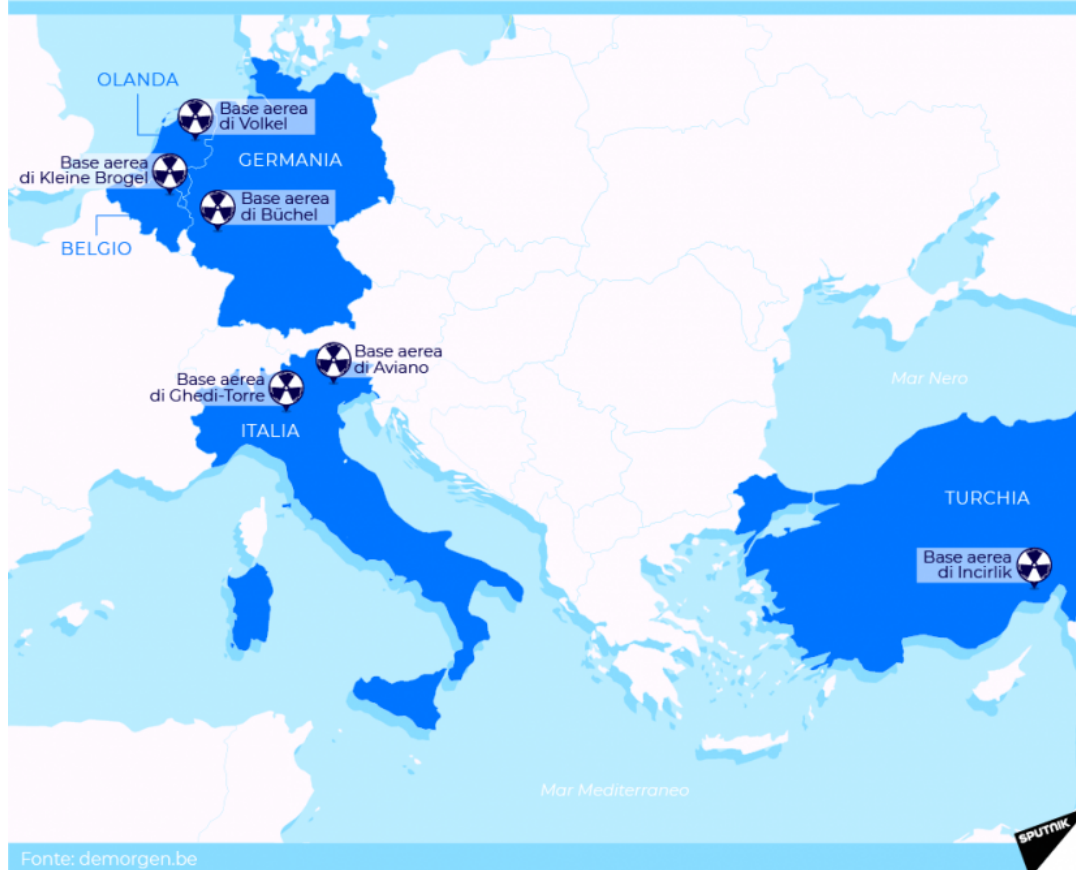 OLANDA
Base aerea
di Volkel
Base aerea
di Kleine Brogel
GERMANIA
Base aerea
di Büchel
BELGIO
Base aerea
di Aviano
Base aerea
di Ghedi-Torre
ITALIA
Mar Nero
TURCHIA
Base aerea
di Incirlik
Mar Mediterraneo
SPUTNIK
Fonte: demorgen.be